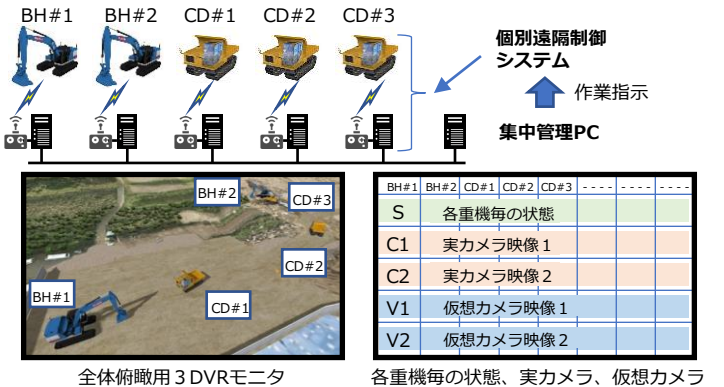 BH#1 BH#2 CD#1 CD#2 CD#3
個別遠隔制御
システム
作業指示
集中管理PC
BH#2
CD#3
CD#2
BH#1
CD#1
全体俯瞰用３DVRモニタ
BH#1 BH#2 CD#1 CD#2 CD#3 ---- ---- ----
S 各重機毎の状態
C1 実カメラ映像１
C2 実カメラ映像２
V1 仮想カメラ映像１
V2 仮想カメラ映像２
各重機毎の状態、実カメラ、仮想カメラ